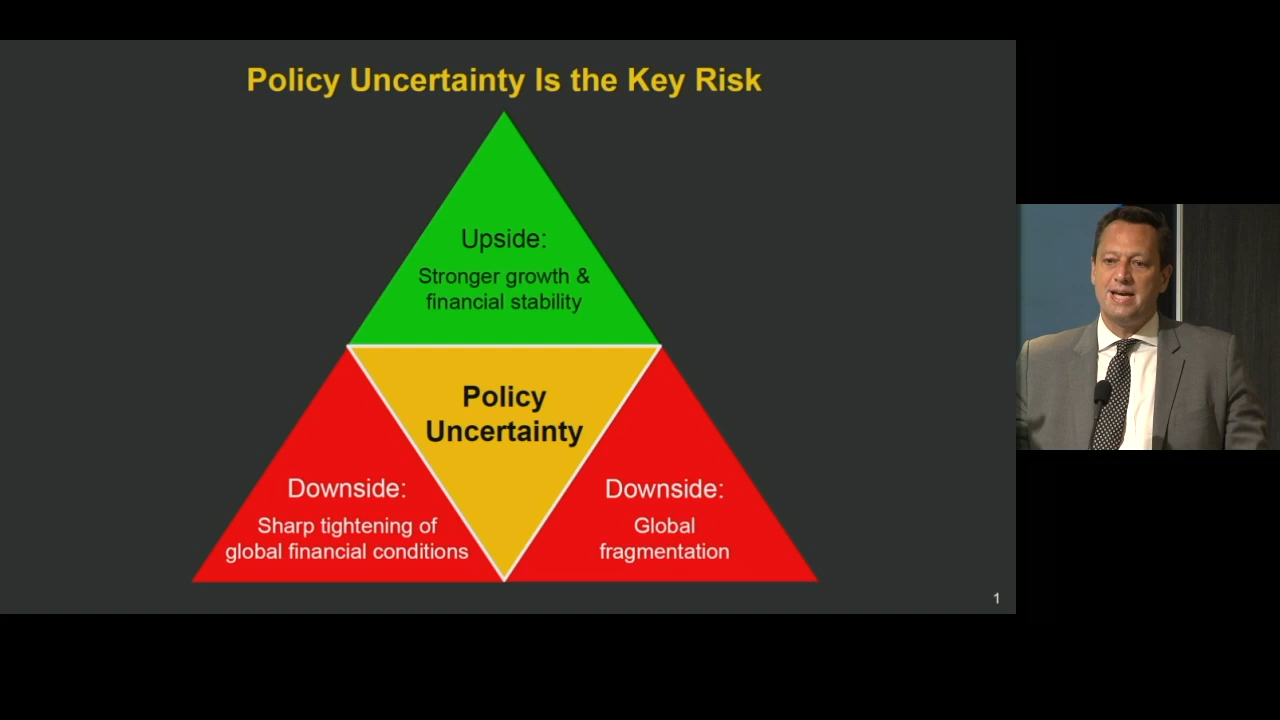 Policy Uncertainty Is the Key Risk
Upside:
Stronger growth &
financial stability
Policy
Uncertainty
Downside:
Sharp tightening of
global financial conditions
Downside:
Global
fragmentation
1